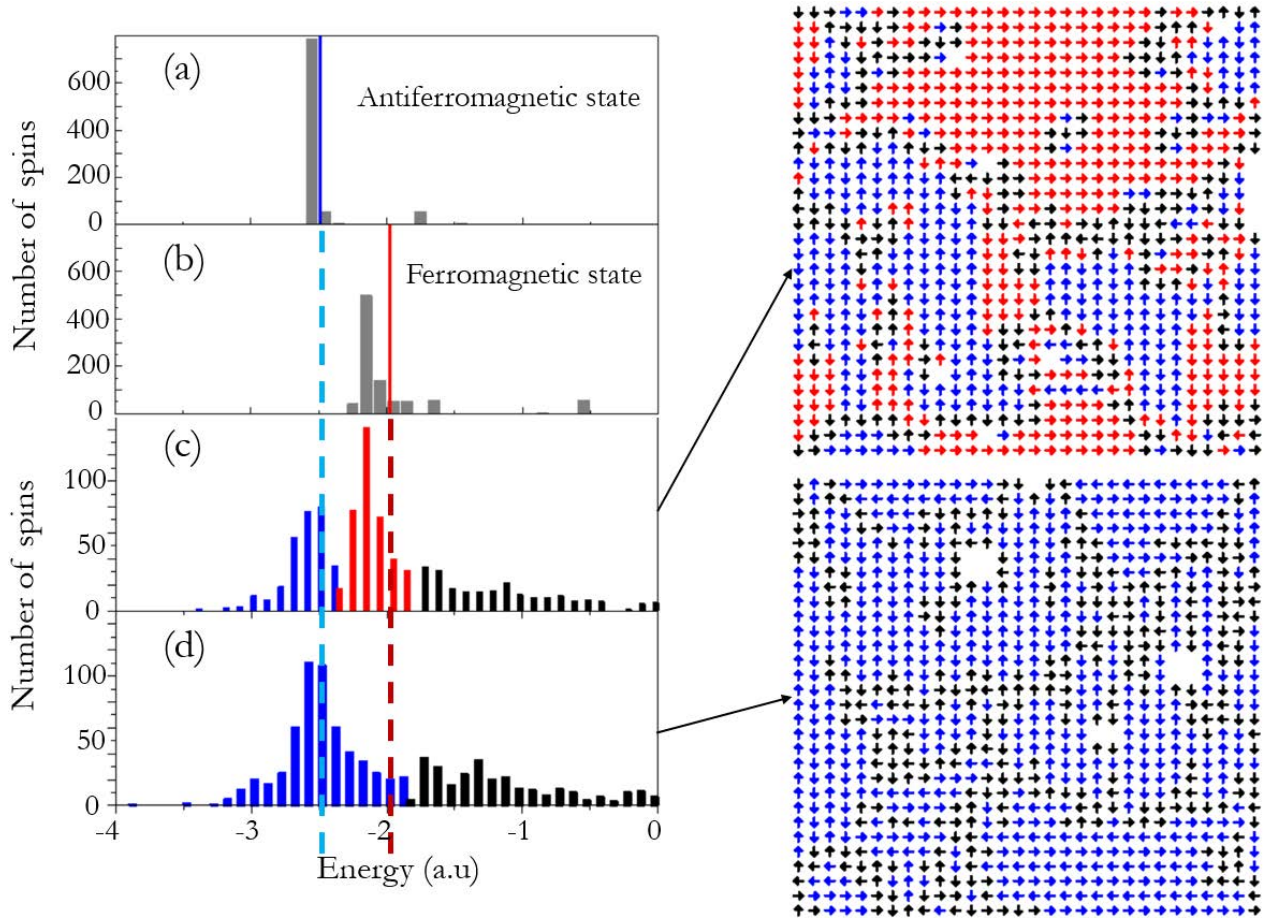 (a)
Antiferromagnetic state
600
400
200
0
Number of spins
(b)
Ferromagnetic state
600
400
200
0
(c)
100
50
0
Number of spins
(d)
100
50
0
-4
-3
-2
-1
0
Energy (a.u)